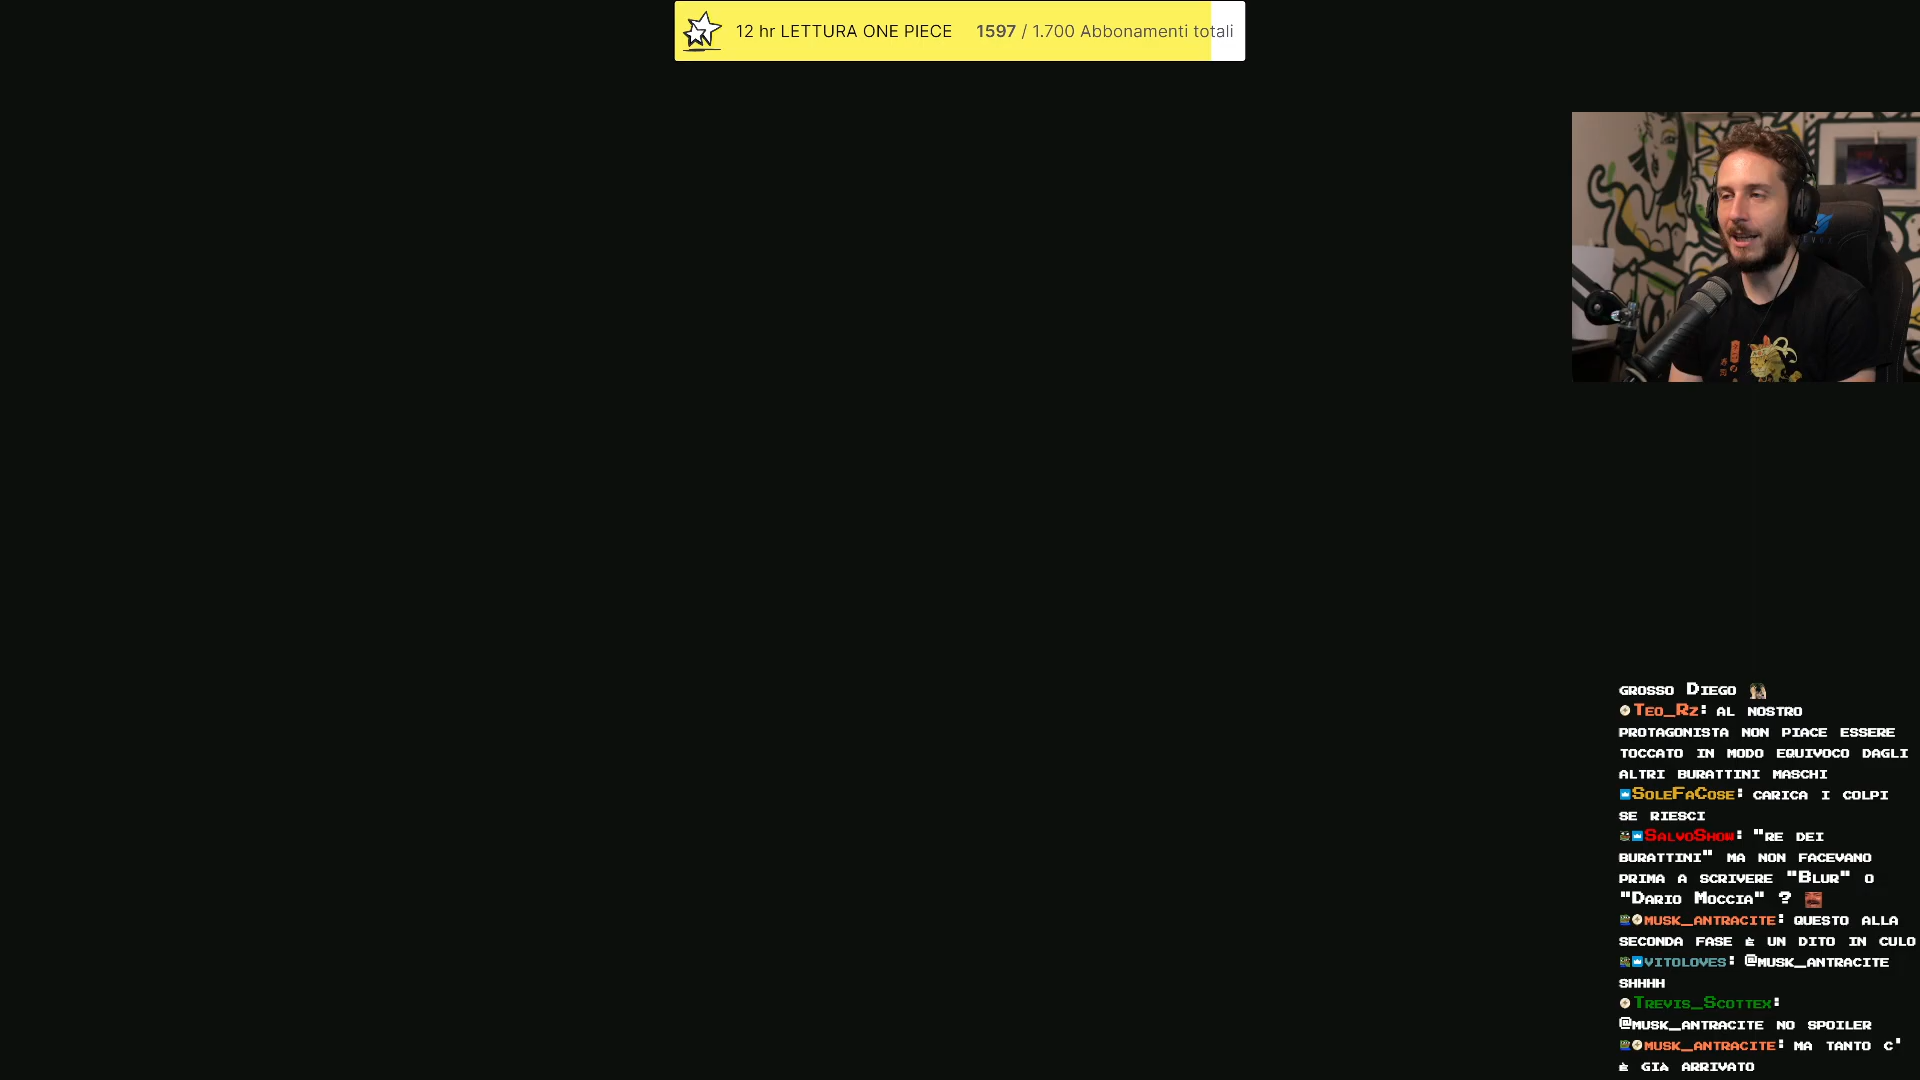 12 hr LETTURA ONE PIECE 1597 / 1.700 Abbonamenti totali
GROSSO DIEGO
TEO_RZ: AL NOSTRO
PROTAGONISTA NON PIACE ESSERE
TOCCATO IN MODO EQUIVOCO DAGLI
ALTRI BURATTINI MASCHI
SOLEFACOSE: CARICA I COLPI
SE RIESCI
SALVOSHOW: "RE DEI
BURATTINI" MA NON FACEVANO
PRIMA A SCRIVERE "BLUR" O
"DARIO MOCCIA" ?
MUSK_ANTRACITE: QUESTO ALLA
SECONDA FASE È UN DITO IN CULO
VITOLOVES: @MUSK_ANTRACITE
SHHHH
TREVIS_SCOTTEX:
@MUSK_ANTRACITE NO SPOILER
MUSK_ANTRACITE: MA TANTO C'
È GIÀ ARRIVATO